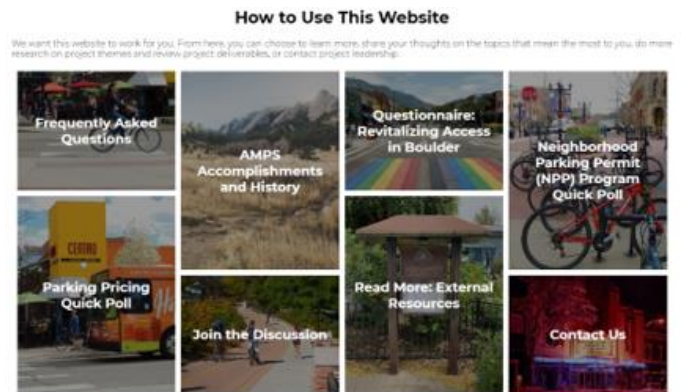 How to Use This Website
We want this website to work for you. From here, you can choose to learn more, share your thoughts on the topics that mean the most to you, do more
research on project themes and review project deliverables, or contact project leadership.
Frequently Asked
Questions
AMPS
Accomplishments
and History
Questionnaire:
Revitalizing Access
in Boulder
Neighborhood
Parking Permit
(NPP) Program
Quick Poll
CENTRO
Parking Pricing
Quick Poll
Join the Discussion
Read More: External
Resources
Contact Us